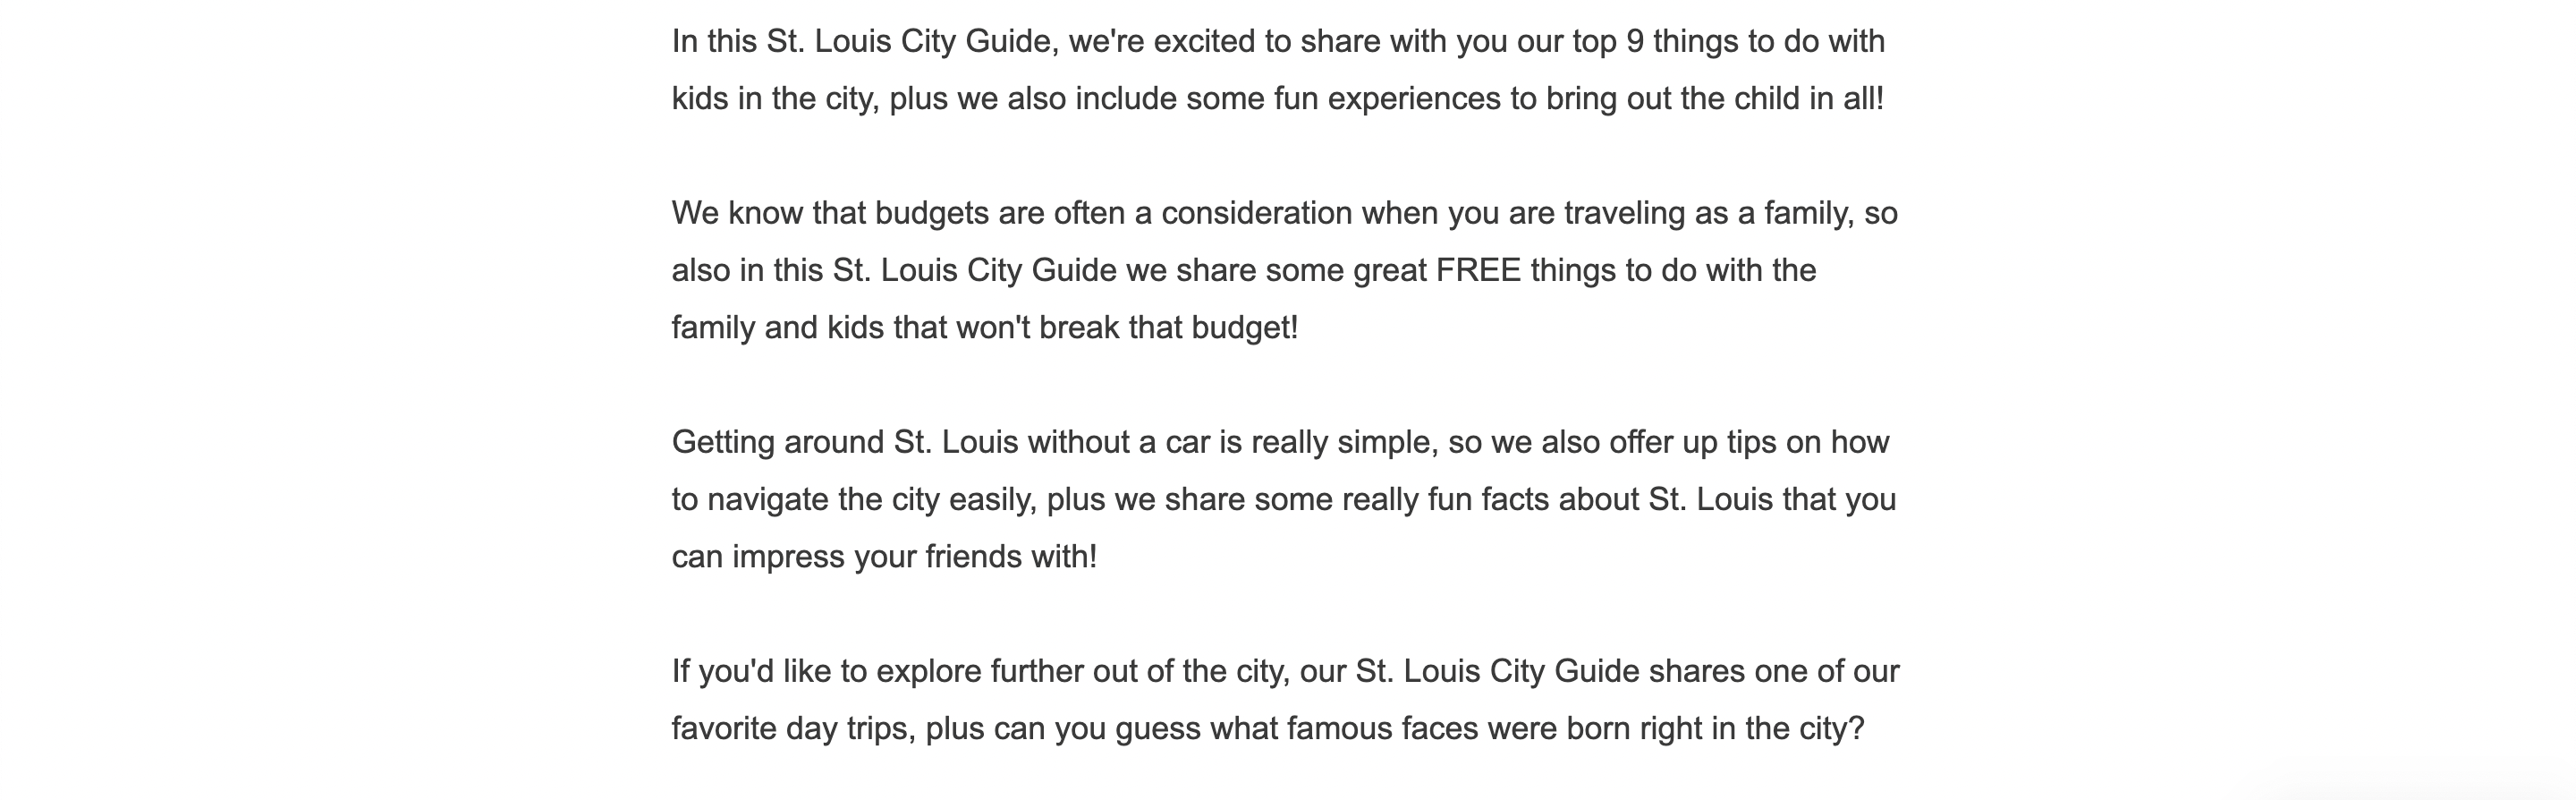 In this St. Louis City Guide, we're excited to share with you our top 9 things to do with
kids in the city, plus we also include some fun experiences to bring out the child in all!
We know that budgets are often a consideration when you are traveling as a family, so
also in this St. Louis City Guide we share some great FREE things to do with the
family and kids that won't break that budget!
Getting around St. Louis without a car is really simple, so we also offer up tips on how
to navigate the city easily, plus we share some really fun facts about St. Louis that you
can impress your friends with!
If you'd like to explore further out of the city, our St. Louis City Guide shares one of our
favorite day trips, plus can you guess what famous faces were born right in the city?